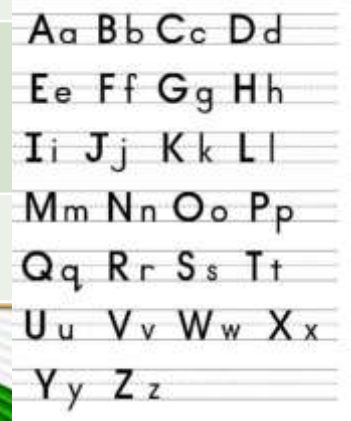 Aa Bb Cc Dd
Ee Ff Gg Hh
Ii Jj Kk Ll
Mm Nn Oo Pp
Qq Rr Ss Tt
Uu Vv Ww Xx
Yy Zz